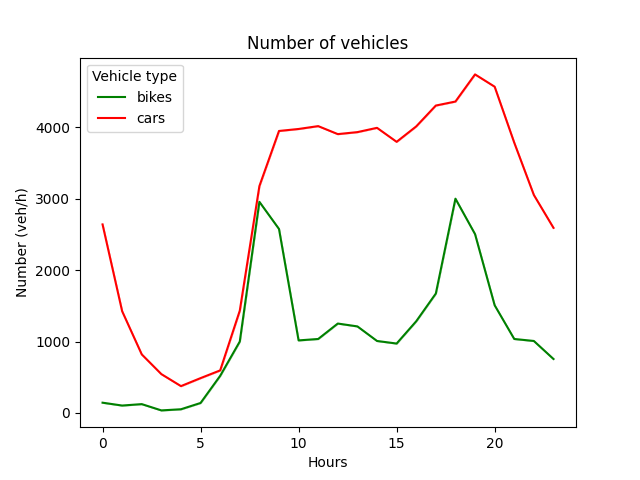 Number of vehicles
Vehicle type
bikes
cars
Number (veh/h)
4000
3000
2000
1000
0
0 5 10 15 20
Hours